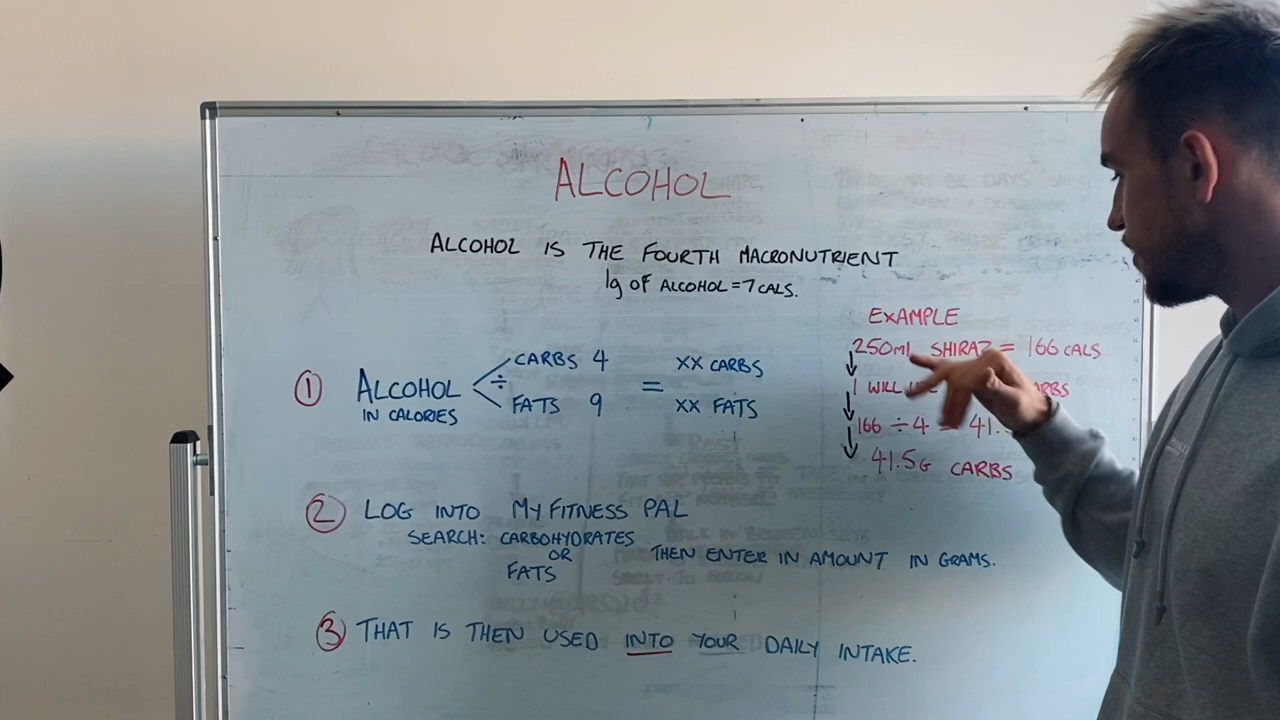 ALCOHOL
ALCOHOL IS THE FOURTH MACRONUTRIENT
1g OF ALCOHOL = 7 CALS.
① ALCOHOL IN CALORIES ÷ CARBS 4 FATS 9 = XX CARBS XX FATS
EXAMPLE
250ml SHIRAZ = 166 CALS
I WILL
166 ÷ 4 = 41.
41.5G CARBS
② LOG INTO MY FITNESS PAL
SEARCH: CARBOHYDRATES OR FATS THEN ENTER IN AMOUNT IN GRAMS.
③ THAT IS THEN USED INTO YOUR DAILY INTAKE.